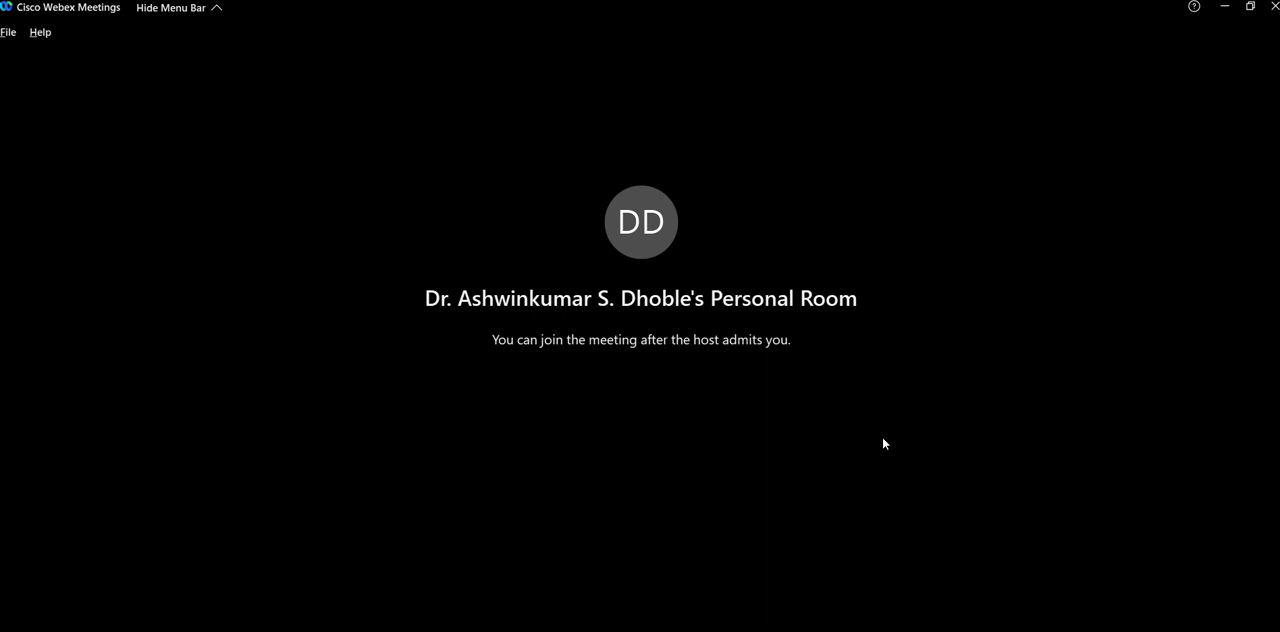 Cisco Webex Meetings Hide Menu Bar
File Help
DD
Dr. Ashwinkumar S. Dhoble's Personal Room
You can join the meeting after the host admits you.